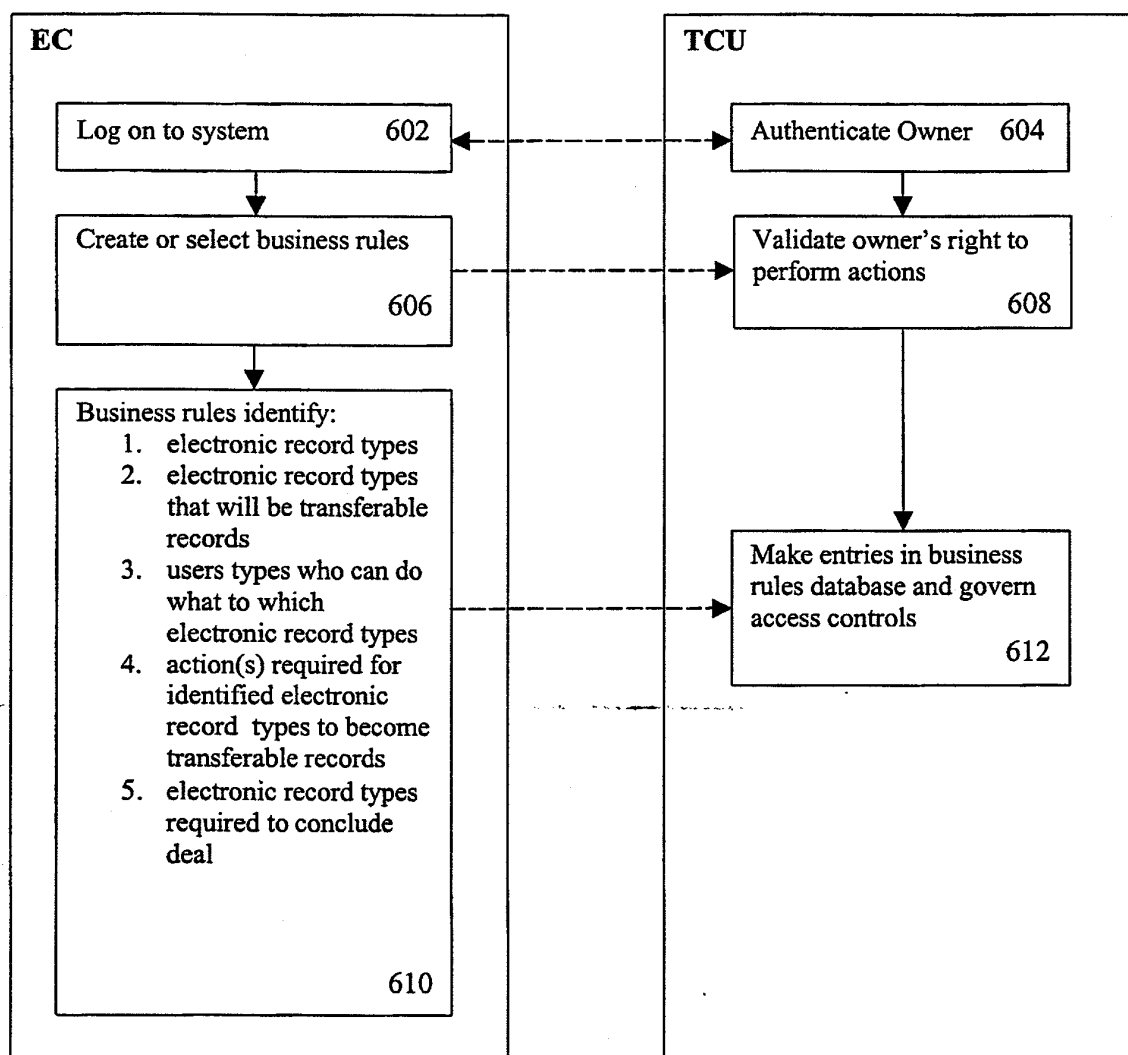 EC
Log on to system 602
Create or select business rules
606
Business rules identify:
1. electronic record types
2. electronic record types
that will be transferable
records
3. users types who can do
what to which
electronic record types
4. action(s) required for
identified electronic
record types to become
transferable records
5. electronic record types
required to conclude
deal
610
TCU
Authenticate Owner 604
Validate owner's right to
perform actions
608
Make entries in business
rules database and govern
access controls
612